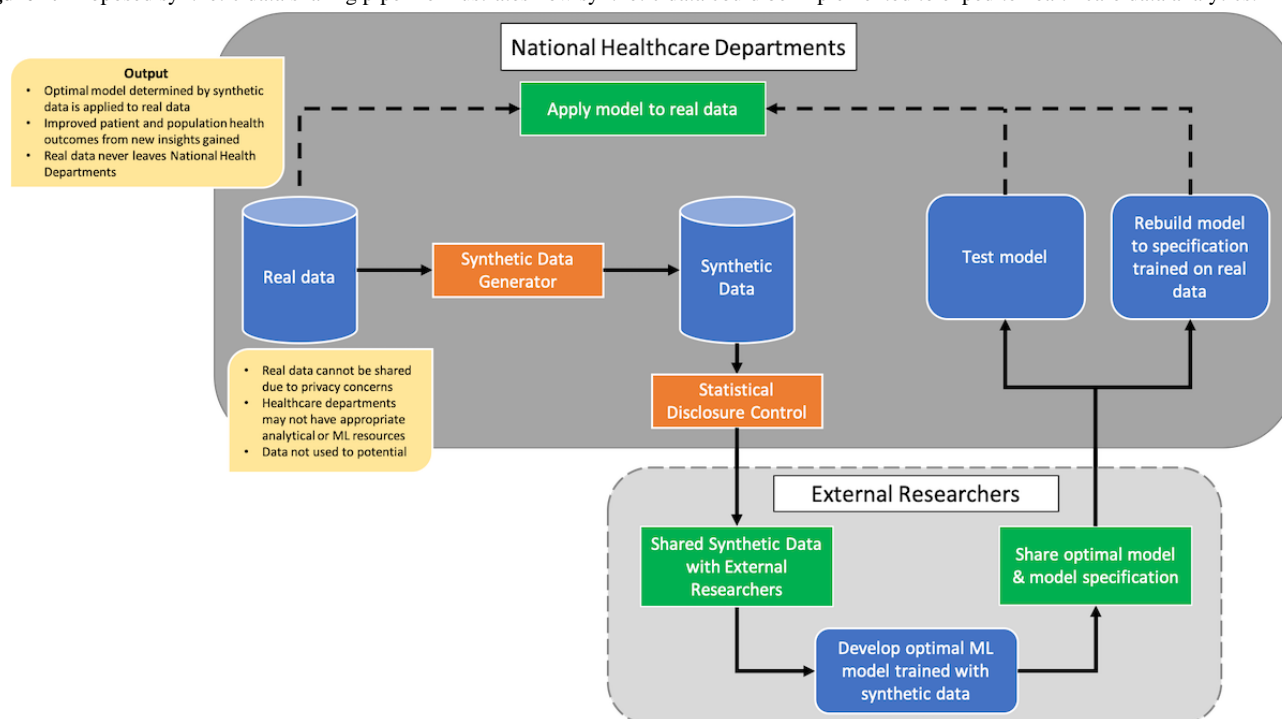 National Healthcare Departments
Output
• Optimal model determined by synthetic
data is applied to real data
• Improved patient and population health
outcomes from new insights gained
• Real data never leaves National Health
Departments
Apply model to real data
Real data
Synthetic Data
Generator
Synthetic
Data
Test model
Rebuild model
to specification
trained on real
data
• Real data cannot be shared
due to privacy concerns
• Healthcare departments
may not have appropriate
analytical or ML resources
• Data not used to potential
Statistical
Disclosure Control
External Researchers
Shared Synthetic Data
with External
Researchers
Share optimal model
& model specification
Develop optimal ML
model trained with
synthetic data